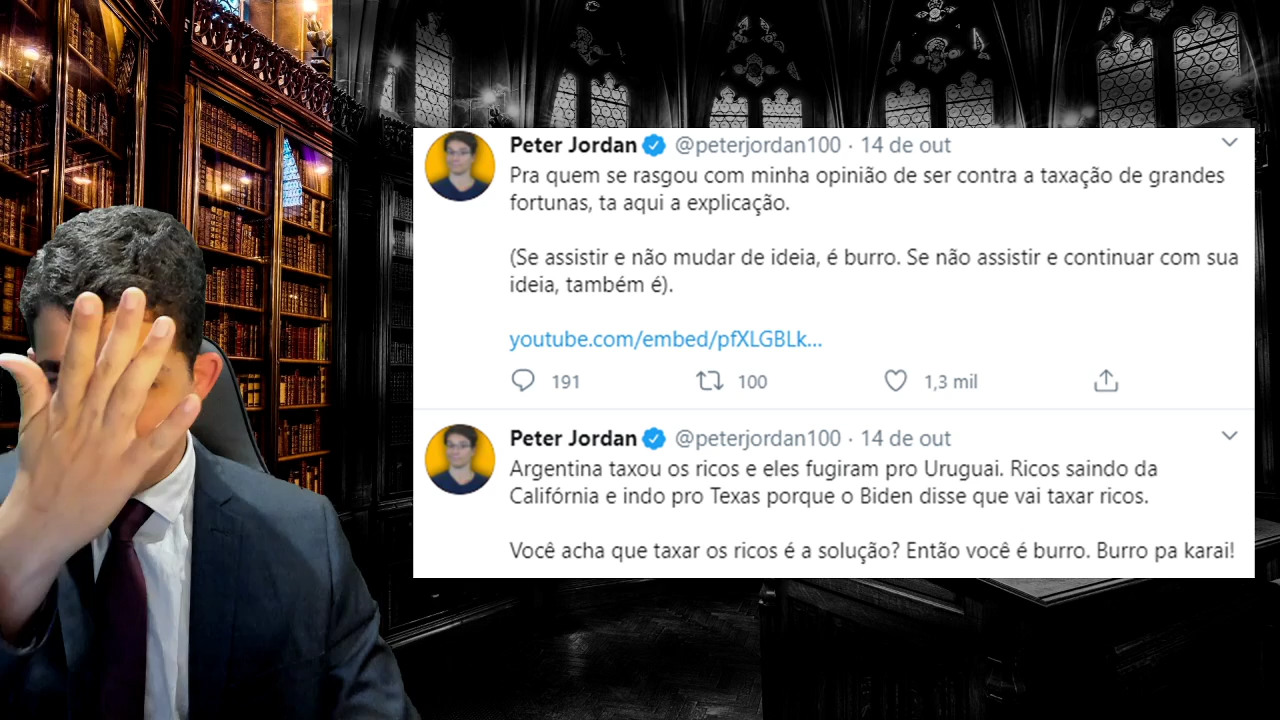 Peter Jordan @peterjordan100 · 14 de out
Pra quem se rasgou com minha opinião de ser contra a taxação de grandes
fortunas, ta aqui a explicação.
(Se assistir e não mudar de ideia, é burro. Se não assistir e continuar com sua
ideia, também é).
youtube.com/embed/pfXLGBLk...
191 100 1,3 mil
Peter Jordan @peterjordan100 · 14 de out
Argentina taxou os ricos e eles fugiram pro Uruguai. Ricos saindo da
Califórnia e indo pro Texas porque o Biden disse que vai taxar ricos.
Você acha que taxar os ricos é a solução? Então você é burro. Burro pa karai!